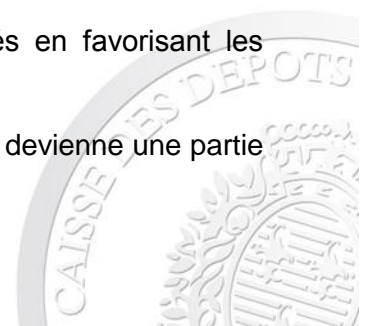 es en favorisant les
devienne une partie
CAISSE DES DEPOTS